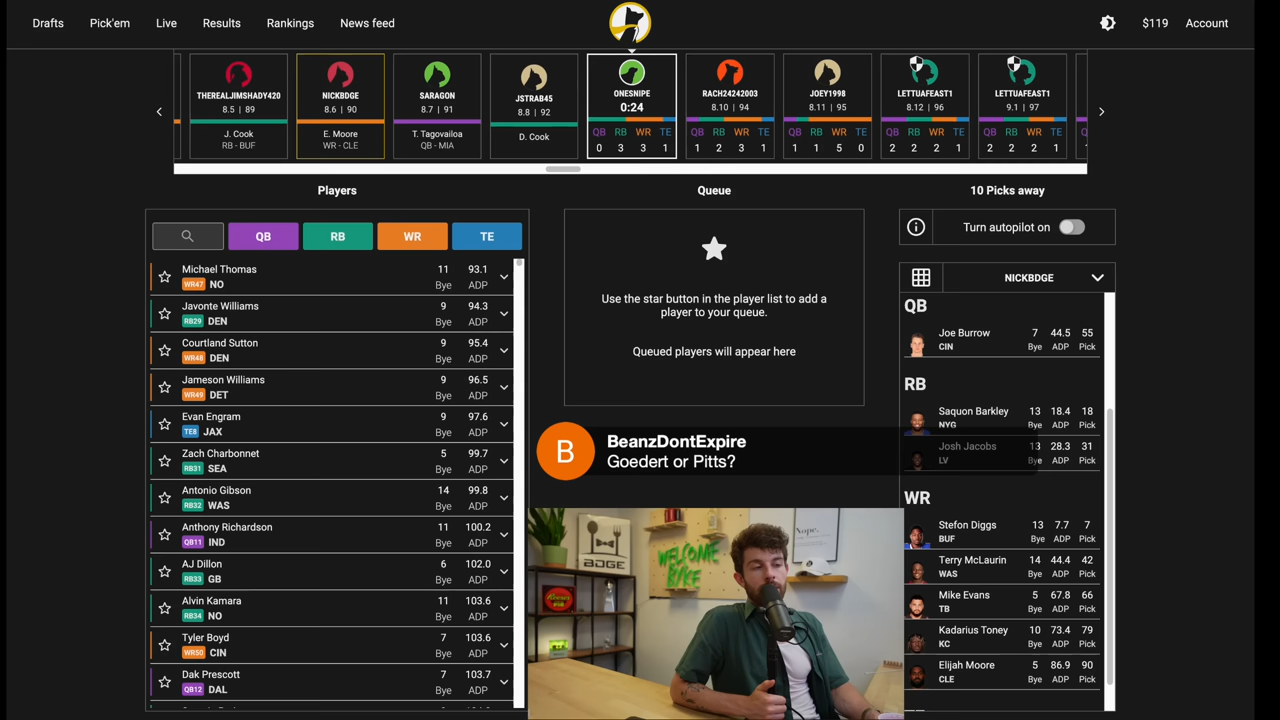 Drafts Pick'em Live Results Rankings News feed $119 Account
THEREALJIMSHADY420
8.5 | 89
J. Cook
RB - BUF
NICKBDGE
8.6 | 90
E. Moore
WR - CLE
SARAGON
8.7 | 91
T. Tagovailoa
QB - MIA
JSTRAB45
8.8 | 92
D. Cook
ONESNIPE
0:24
QB RB WR TE
0 3 3 1
RACH24242003
8.10 | 94
QB RB WR TE
1 2 3 1
JOEY1998
8.11 | 95
QB RB WR TE
1 1 5 0
LETTUAFEAST1
8.12 | 96
QB RB WR TE
2 2 2 1
LETTUAFEAST1
9.1 | 97
QB RB WR TE
2 2 2 1
Players
QB RB WR TE
Michael Thomas 11 93.1
WR47 NO Bye ADP
Javonte Williams 9 94.3
RB29 DEN Bye ADP
Courtland Sutton 9 95.4
WR48 DEN Bye ADP
Jameson Williams 9 96.5
WR49 DET Bye ADP
Evan Engram 9 97.6
TE8 JAX Bye ADP
Zach Charbonnet 5 99.7
RB31 SEA Bye ADP
Antonio Gibson 14 99.8
RB32 WAS Bye ADP
Anthony Richardson 11 100.2
QB11 IND Bye ADP
AJ Dillon 6 102.0
RB33 GB Bye ADP
Alvin Kamara 11 103.6
RB34 NO Bye ADP
Tyler Boyd 7 103.6
WR50 CIN Bye ADP
Dak Prescott 7 103.7
QB12 DAL Bye ADP
Queue
Use the star button in the player list to add a
player to your queue.
Queued players will appear here
B
BeanzDontExpire
Goedert or Pitts?
BDGE
WELCOME
BIKE
Nope.
10 Picks away
Turn autopilot on
NICKBDGE
QB
Joe Burrow 7 44.5 55
CIN Bye ADP Pick
RB
Saquon Barkley 13 18.4 18
NYG Bye ADP Pick
Josh Jacobs 13 28.3 31
LV Bye ADP Pick
WR
Stefon Diggs 13 7.7 7
BUF Bye ADP Pick
Terry McLaurin 14 44.4 42
WAS Bye ADP Pick
Mike Evans 5 67.8 66
TB Bye ADP Pick
Kadarius Toney 10 73.4 79
KC Bye ADP Pick
Elijah Moore 5 86.9 90
CLE Bye ADP Pick